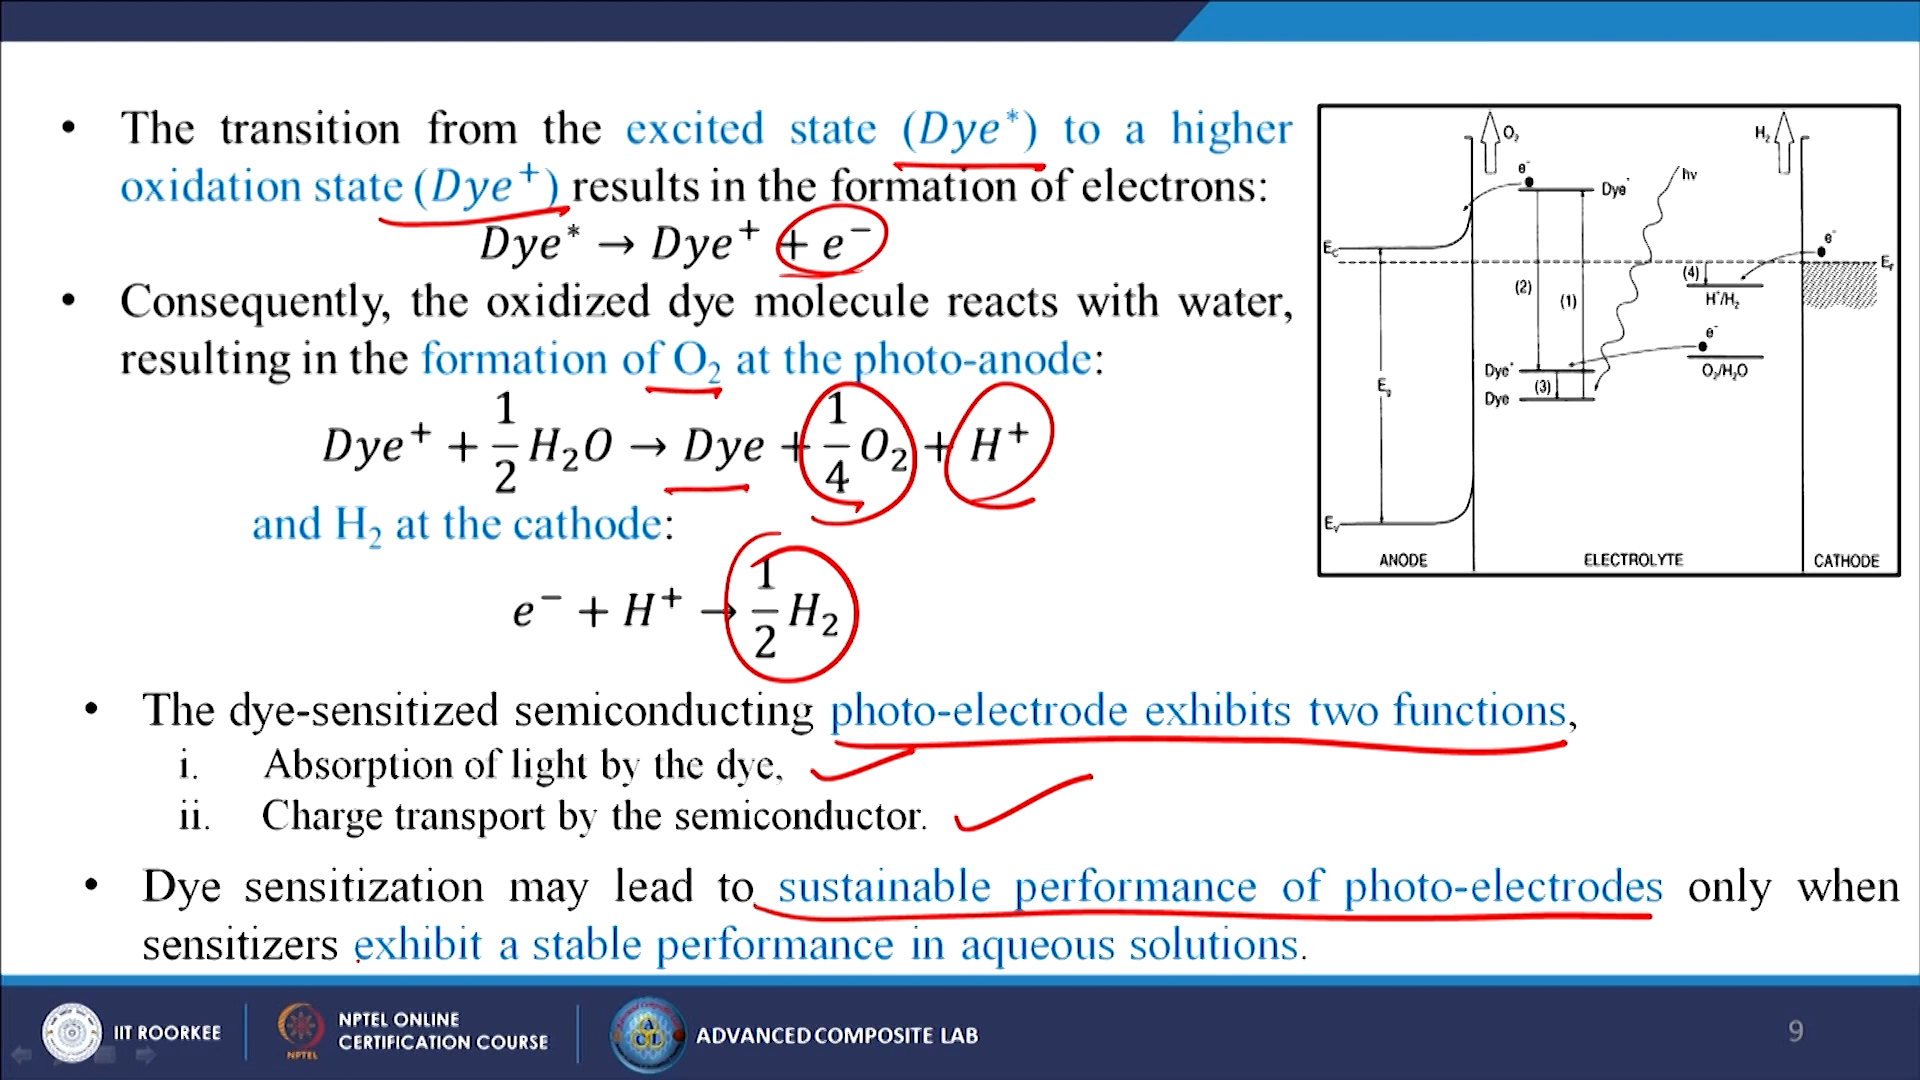 • The transition from the excited state (Dye*) to a higher
oxidation state (Dye⁺) results in the formation of electrons:
Dye* → Dye⁺ + e⁻
• Consequently, the oxidized dye molecule reacts with water,
resulting in the formation of O₂ at the photo-anode:
Dye⁺ + 1/2 H₂O → Dye + 1/4 O₂ + H⁺
and H₂ at the cathode:
e⁻ + H⁺ → 1/2 H₂
• The dye-sensitized semiconducting photo-electrode exhibits two functions,
i. Absorption of light by the dye,
ii. Charge transport by the semiconductor.
• Dye sensitization may lead to sustainable performance of photo-electrodes only when
sensitizers exhibit a stable performance in aqueous solutions.
O₂
H₂
e⁻
Dye*
hν
E_C
e⁻
E_F
(4)
H⁺/H₂
(2)
(1)
e⁻
O₂/H₂O
Dye⁺
(3)
Dye
E_g
E_V
ANODE
ELECTROLYTE
CATHODE
IIT ROORKEE
NPTEL
NPTEL ONLINE
CERTIFICATION COURSE
ADVANCED COMPOSITE LAB
9